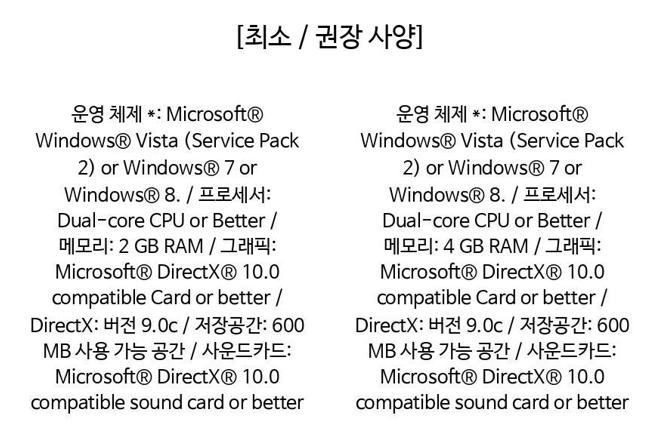 [최소 / 권장 사양]
운영 체제 *: Microsoft®
Windows® Vista (Service Pack
2) or Windows® 7 or
Windows® 8. / 프로세서:
Dual-core CPU or Better /
메모리: 2 GB RAM / 그래픽:
Microsoft® DirectX® 10.0
compatible Card or better /
DirectX: 버전 9.0c / 저장공간: 600
MB 사용 가능 공간 / 사운드카드:
Microsoft® DirectX® 10.0
compatible sound card or better
운영 체제 *: Microsoft®
Windows® Vista (Service Pack
2) or Windows® 7 or
Windows® 8. / 프로세서:
Dual-core CPU or Better /
메모리: 4 GB RAM / 그래픽:
Microsoft® DirectX® 10.0
compatible Card or better /
DirectX: 버전 9.0c / 저장공간: 600
MB 사용 가능 공간 / 사운드카드:
Microsoft® DirectX® 10.0
compatible sound card or better